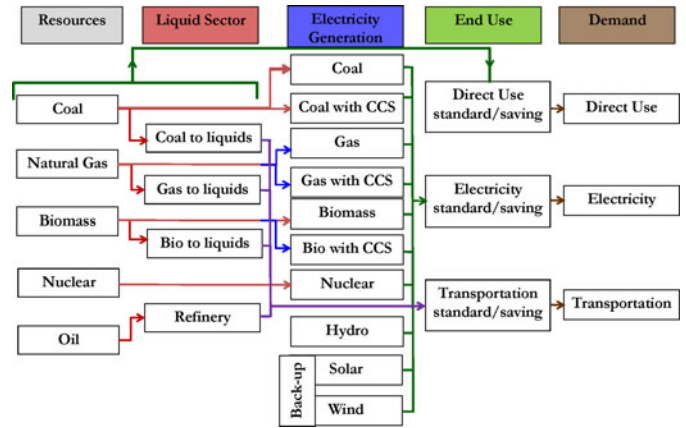 Resources
Liquid Sector
Electricity
Generation
End Use
Demand
Coal
Natural Gas
Biomass
Nuclear
Oil
Coal to liquids
Gas to liquids
Bio to liquids
Refinery
Coal
Coal with CCS
Gas
Gas with CCS
Biomass
Bio with CCS
Nuclear
Hydro
Back-up
Solar
Wind
Direct Use
standard/saving
Electricity
standard/saving
Transportation
standard/saving
Direct Use
Electricity
Transportation